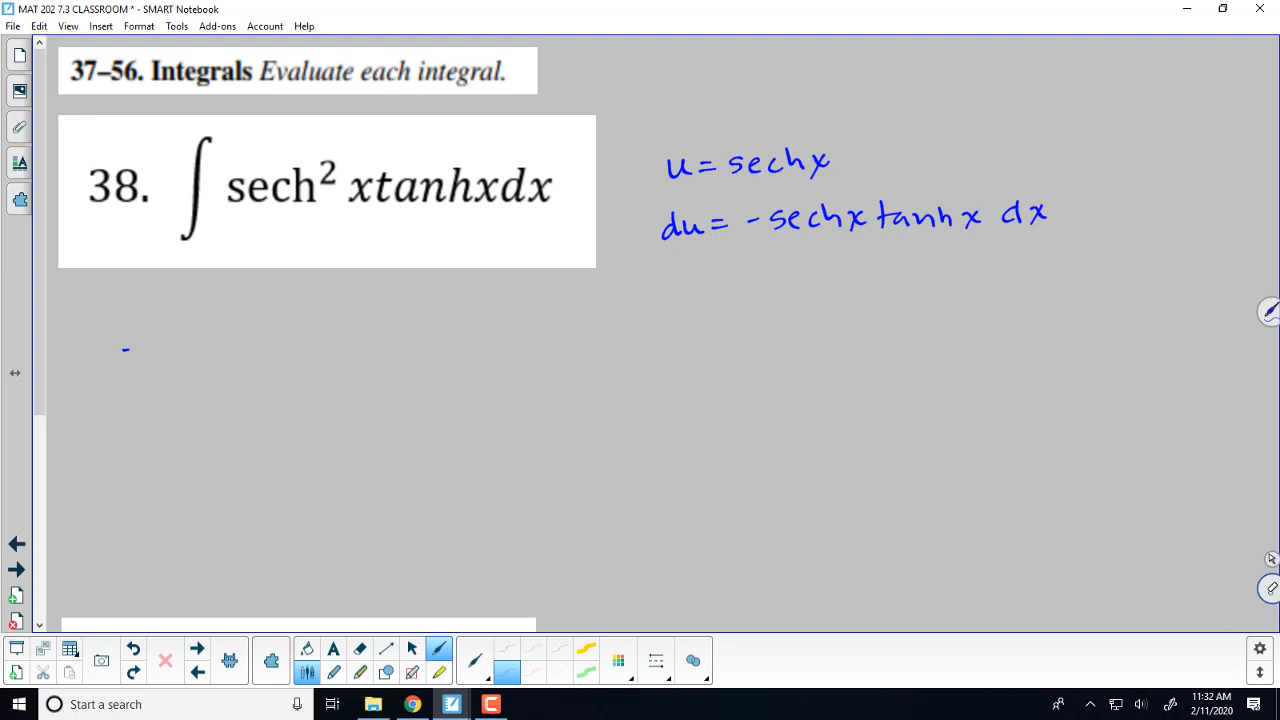 MAT 202 7.3 CLASSROOM * - SMART Notebook
File Edit View Insert Format Tools Add-ons Account Help
37–56. Integrals Evaluate each integral.
38. ∫ sech² xtanhxdx
u = sechx
du = - sechx tanhx dx
-
Start a search
11:32 AM
2/11/2020